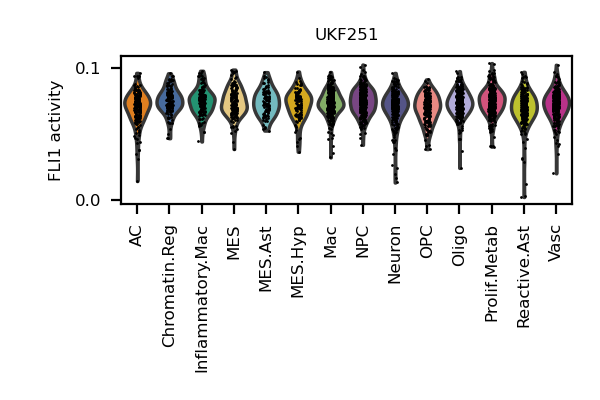 UKF251
FLI1 activity
0.1
0.0
AC
Chromatin.Reg
Inflammatory.Mac
MES
MES.Ast
MES.Hyp
Mac
NPC
Neuron
OPC
Oligo
Prolif.Metab
Reactive.Ast
Vasc